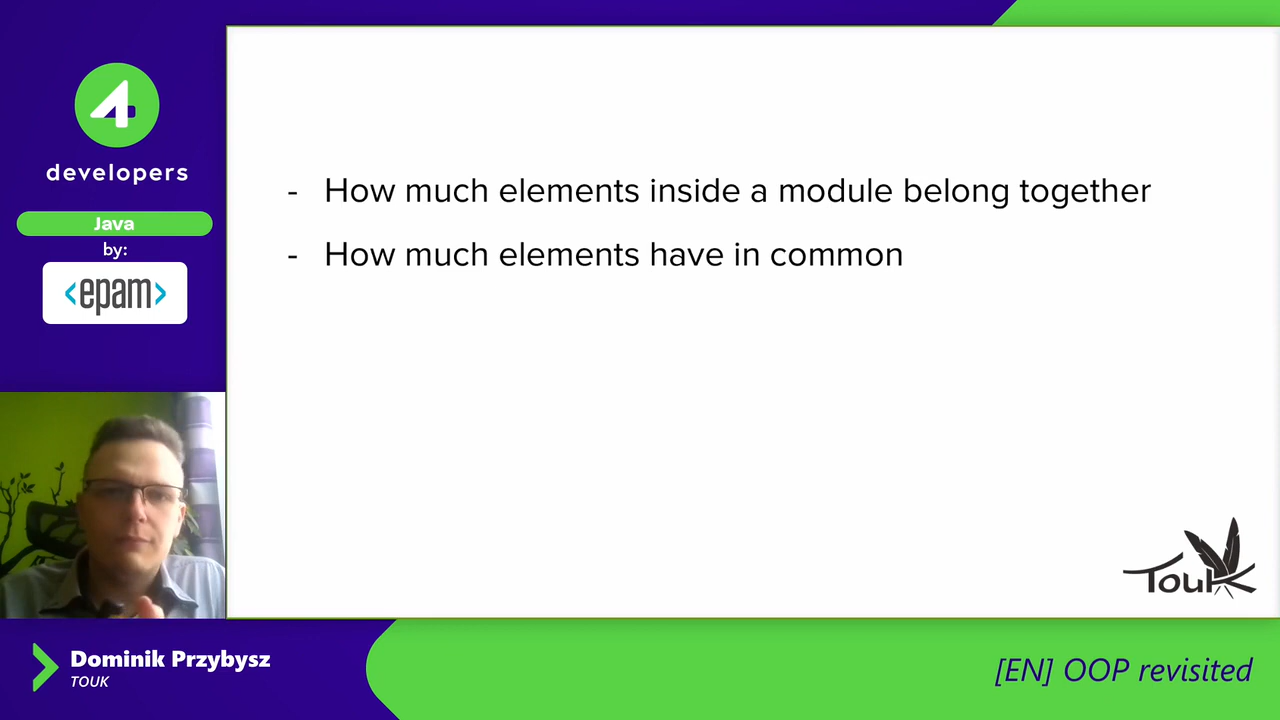 4
developers
Java
by:
<epam>
- How much elements inside a module belong together
- How much elements have in common
TouK
Dominik Przybysz
TOUK
[EN] OOP revisited